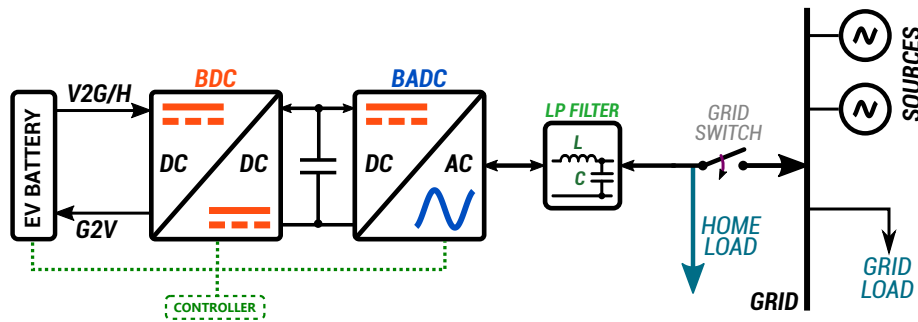 EV BATTERY
V2G/H
G2V
BDC
DC
DC
BADC
DC
AC
CONTROLLER
LP FILTER
L
C
GRID
SWITCH
HOME
LOAD
GRID
SOURCES
GRID
LOAD